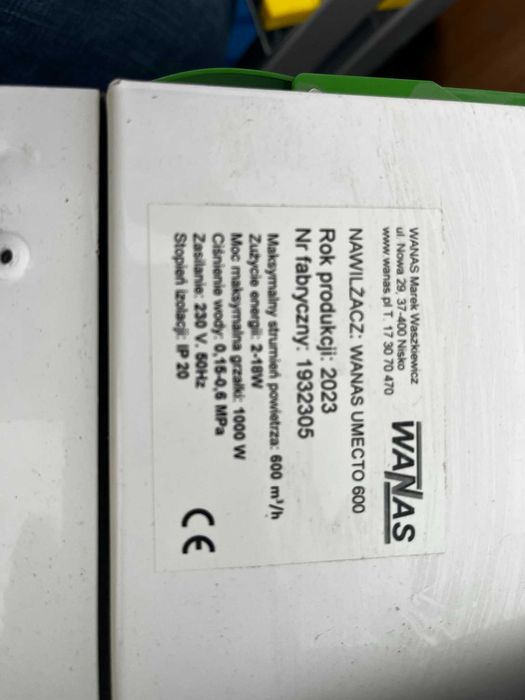 WANAS Marek Waszkiewicz
ul. Nowa 29, 37-400 Nisko
www.wanas.pl T. 17 30 70 470
WANAS
NAWILŻACZ: WANAS UMECTO 600
Rok produkcji: 2023
Nr fabryczny: 1932305
Maksymalny strumień powietrza: 600 m³/h
Zużycie energii: 2-18W
Moc maksymalna grzałki: 1000 W
Ciśnienie wody: 0,15-0,6 MPa
Zasilanie: 230 V, 50Hz
Stopień izolacji: IP 20
CE